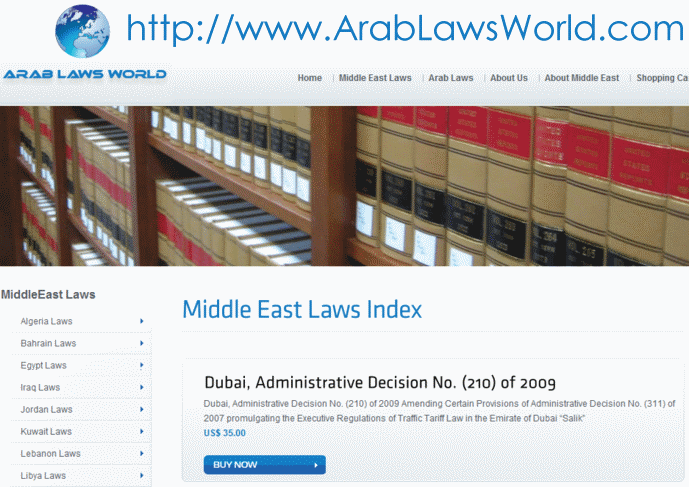 http://www.ArabLawsWorld.com
ARAB LAWS WORLD
Home | Middle East Laws | Arab Laws | About Us | About Middle East | Shopping Ca
MiddleEast Laws
Algeria Laws
Bahrain Laws
Egypt Laws
Iraq Laws
Jordan Laws
Kuwait Laws
Lebanon Laws
Libya Laws
Middle East Laws Index
Dubai, Administrative Decision No. (210) of 2009
Dubai, Administrative Decision No. (210) of 2009 Amending Certain Provisions of Administrative Decision No. (311) of
2007 promulgating the Executive Regulations of Traffic Tariff Law in the Emirate of Dubai “Salik”
US$ 35.00
BUY NOW